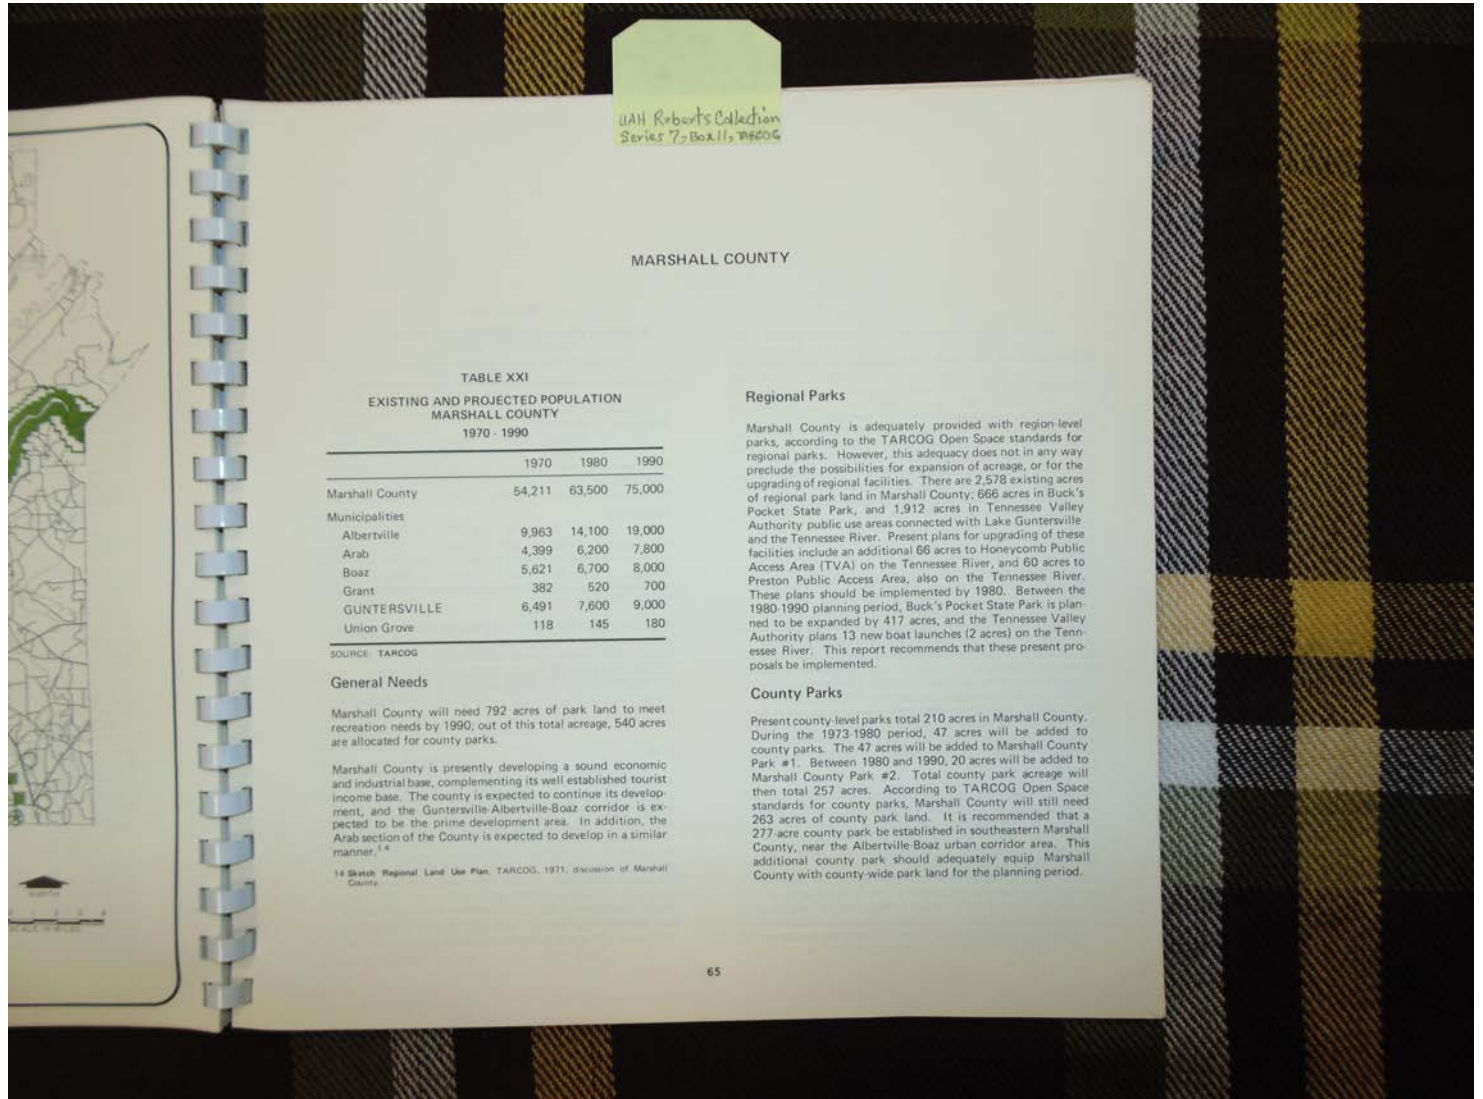 UAH Roberts Collection
Series 7, Box 11, TARCOG
MARSHALL COUNTY
TABLE XXI
EXISTING AND PROJECTED POPULATION
MARSHALL COUNTY
1970 - 1990
1970 1980 1990
Marshall County 54,211 63,500 75,000
Municipalities
Albertville 9,963 14,100 19,000
Arab 4,399 6,200 7,800
Boaz 5,621 6,700 8,000
Grant 382 520 700
GUNTERSVILLE 6,491 7,600 9,000
Union Grove 118 145 180
SOURCE: TARCOG
General Needs
Marshall County will need 792 acres of park land to meet
recreation needs by 1990; out of this total acreage, 540 acres
are allocated for county parks.
Marshall County is presently developing a sound economic
and industrial base, complementing its well established tourist
income base. The county is expected to continue its develop-
ment, and the Guntersville-Albertville-Boaz corridor is ex-
pected to be the prime development area. In addition, the
Arab section of the County is expected to develop in a similar
manner.14
14 Sketch Regional Land Use Plan, TARCOG, 1971, discussion of Marshall
County.
Regional Parks
Marshall County is adequately provided with region-level
parks, according to the TARCOG Open Space standards for
regional parks. However, this adequacy does not in any way
preclude the possibilities for expansion of acreage, or for the
upgrading of regional facilities. There are 2,578 existing acres
of regional park land in Marshall County; 666 acres in Buck's
Pocket State Park, and 1,912 acres in Tennessee Valley
Authority public use areas connected with Lake Guntersville
and the Tennessee River. Present plans for upgrading of these
facilities include an additional 66 acres to Honeycomb Public
Access Area (TVA) on the Tennessee River, and 60 acres to
Preston Public Access Area, also on the Tennessee River.
These plans should be implemented by 1980. Between the
1980-1990 planning period, Buck's Pocket State Park is plan-
ned to be expanded by 417 acres, and the Tennessee Valley
Authority plans 13 new boat launches (2 acres) on the Tenn-
essee River. This report recommends that these present pro-
posals be implemented.
County Parks
Present county-level parks total 210 acres in Marshall County.
During the 1973-1980 period, 47 acres will be added to
county parks. The 47 acres will be added to Marshall County
Park #1. Between 1980 and 1990, 20 acres will be added to
Marshall County Park #2. Total county park acreage will
then total 257 acres. According to TARCOG Open Space
standards for county parks, Marshall County will still need
263 acres of county park land. It is recommended that a
277-acre county park be established in southeastern Marshall
County, near the Albertville-Boaz urban corridor area. This
additional county park should adequately equip Marshall
County with county-wide park land for the planning period.
65
SCALE IN MILES